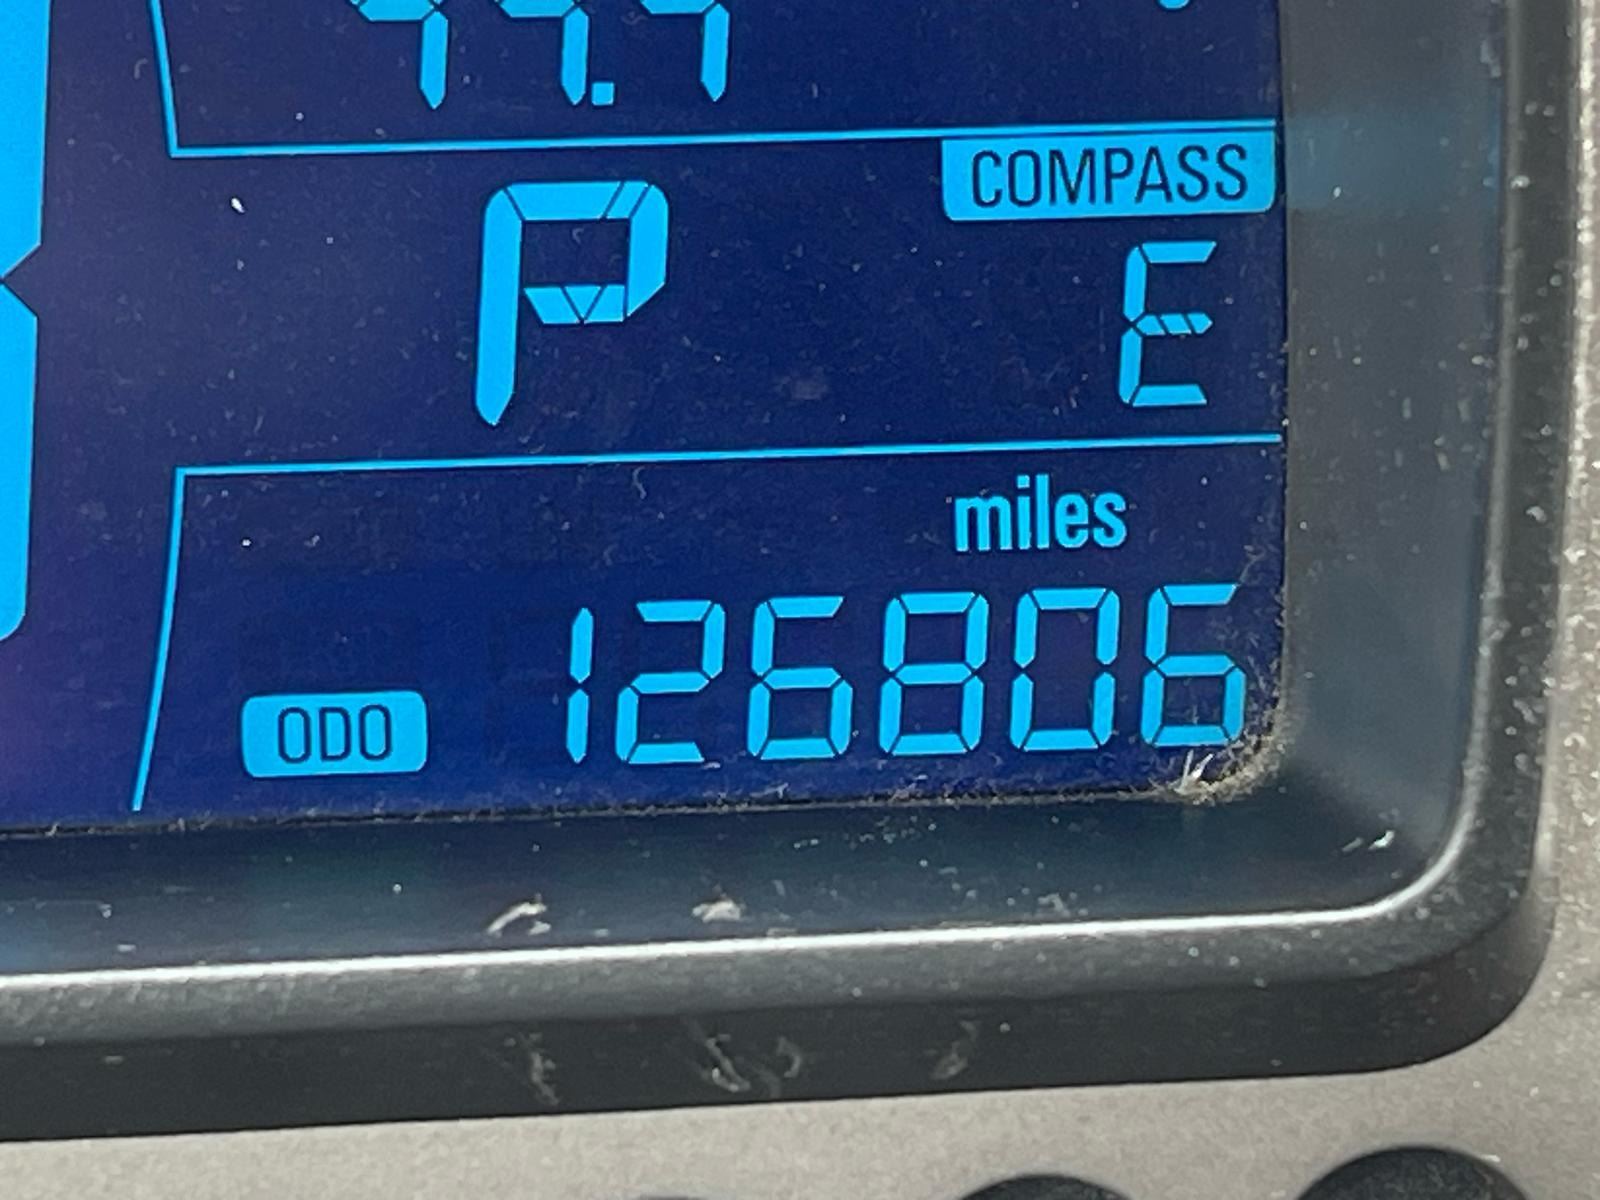 COMPASS
P E
miles
ODO 126806